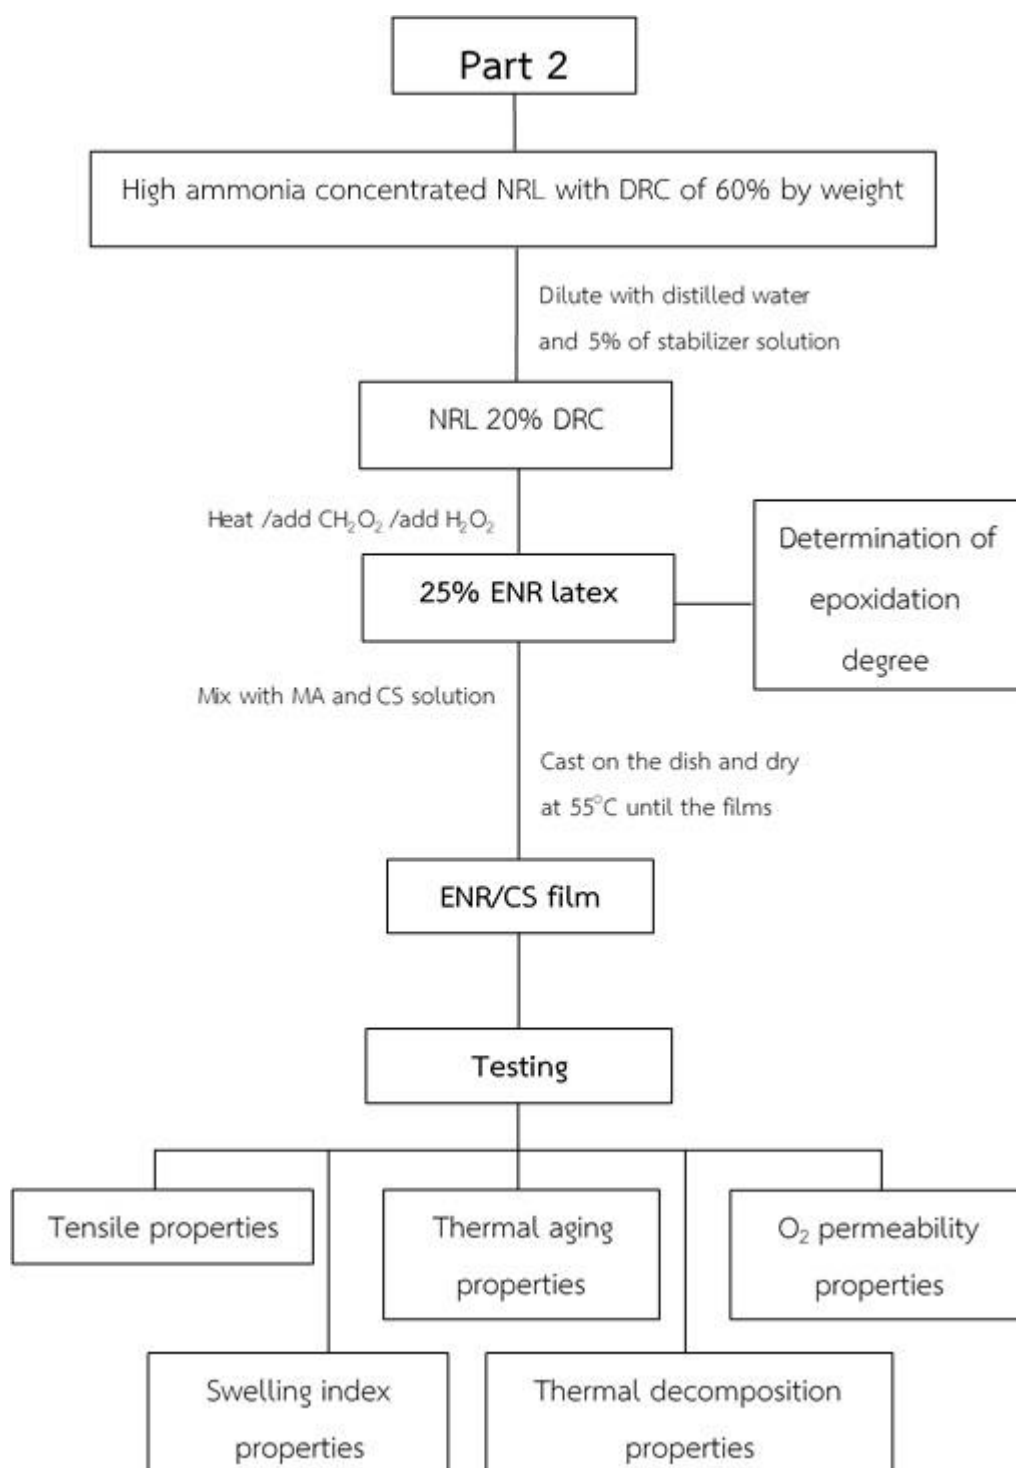 Part 2
High ammonia concentrated NRL with DRC of 60% by weight
Dilute with distilled water
and 5% of stabilizer solution
NRL 20% DRC
Heat /add CH₂O₂ /add H₂O₂
25% ENR latex
Determination of
epoxidation
degree
Mix with MA and CS solution
Cast on the dish and dry
at 55°C until the films
ENR/CS film
Testing
Tensile properties
Thermal aging
properties
O₂ permeability
properties
Swelling index
properties
Thermal decomposition
properties